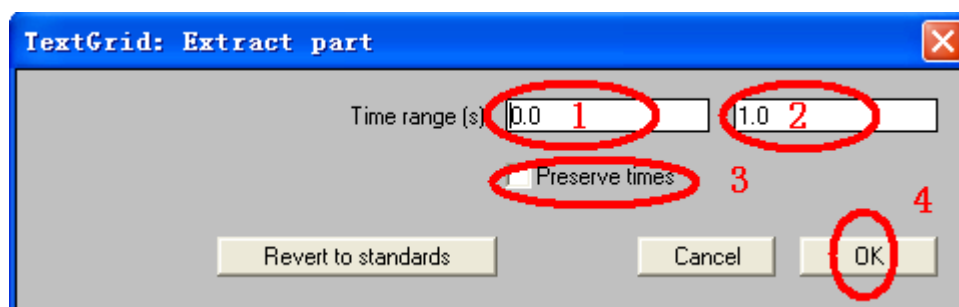 TextGrid: Extract part
Time range (s) 0.0 1 1.0 2
Preserve times 3
4
Revert to standards Cancel OK